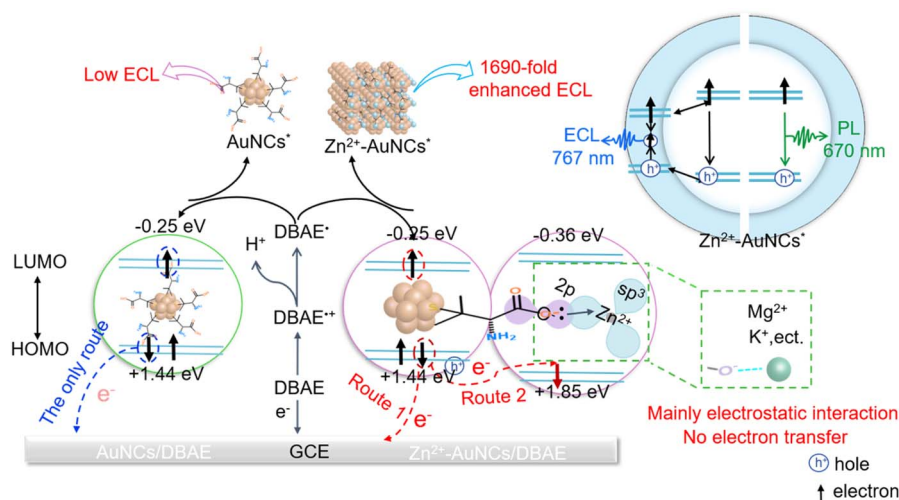 Low ECL
AuNCs*
Zn²⁺-AuNCs*
1690-fold
enhanced ECL
ECL
767 nm
PL
670 nm
h⁺
h⁺
h⁺
Zn²⁺-AuNCs*
-0.25 eV
DBAE•
-0.25 eV
-0.36 eV
H⁺
LUMO
HOMO
DBAE•⁺
2p
sp³
O
O
Zn²⁺
NH₂
Mg²⁺
K⁺,ect.
O⁻
+1.44 eV
+1.44 eV
h⁺
e⁻
+1.85 eV
The only route
e⁻
DBAE
e⁻
Route 1
e⁻
Route 2
Mainly electrostatic interaction
No electron transfer
AuNCs/DBAE
GCE
Zn²⁺-AuNCs/DBAE
h⁺ hole
electron